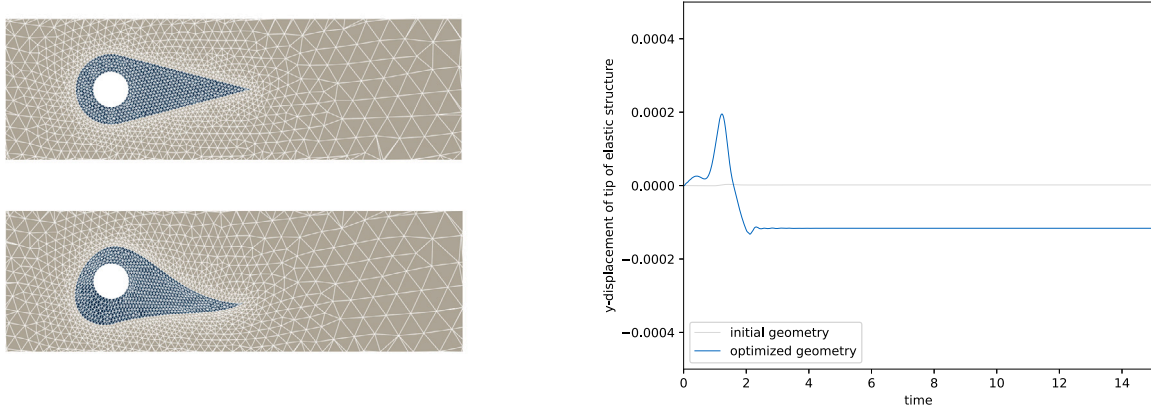 y-displacement of tip of elastic structure
0.0004
0.0002
0.0000
−0.0002
−0.0004
initial geometry
optimized geometry
0 2 4 6 8 10 12 14
time